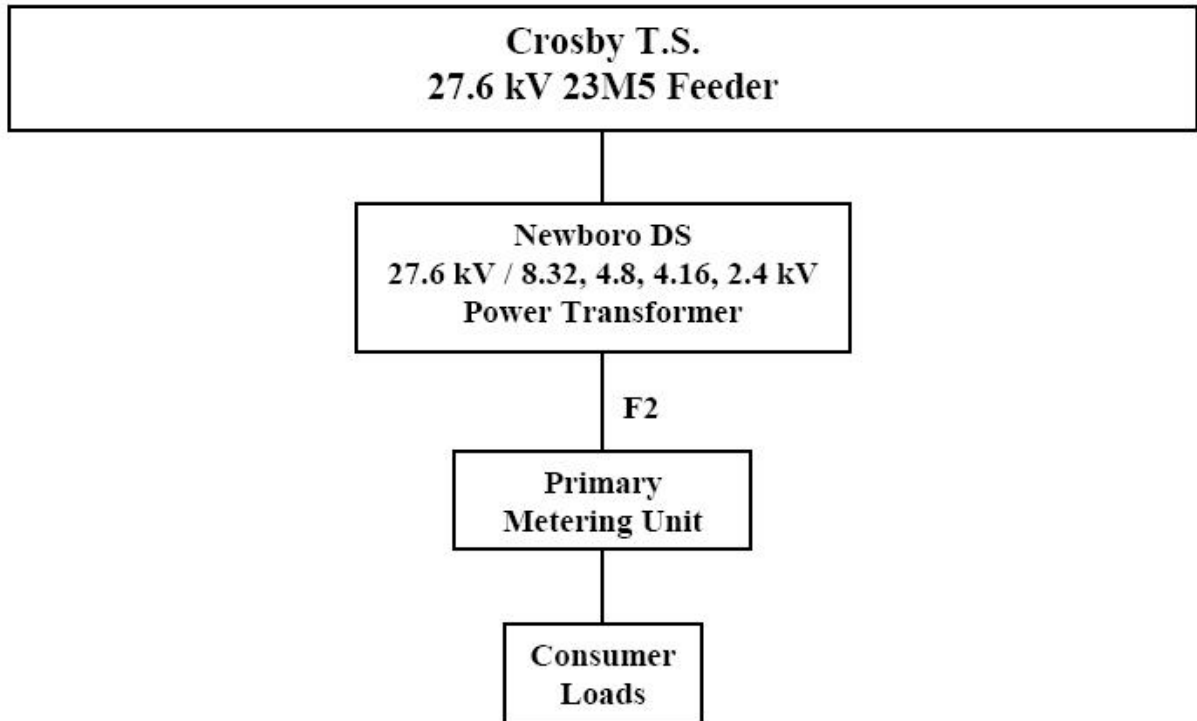 Crosby T.S.
27.6 kV 23M5 Feeder
Newboro DS
27.6 kV / 8.32, 4.8, 4.16, 2.4 kV
Power Transformer
F2
Primary
Metering Unit
Consumer
Loads